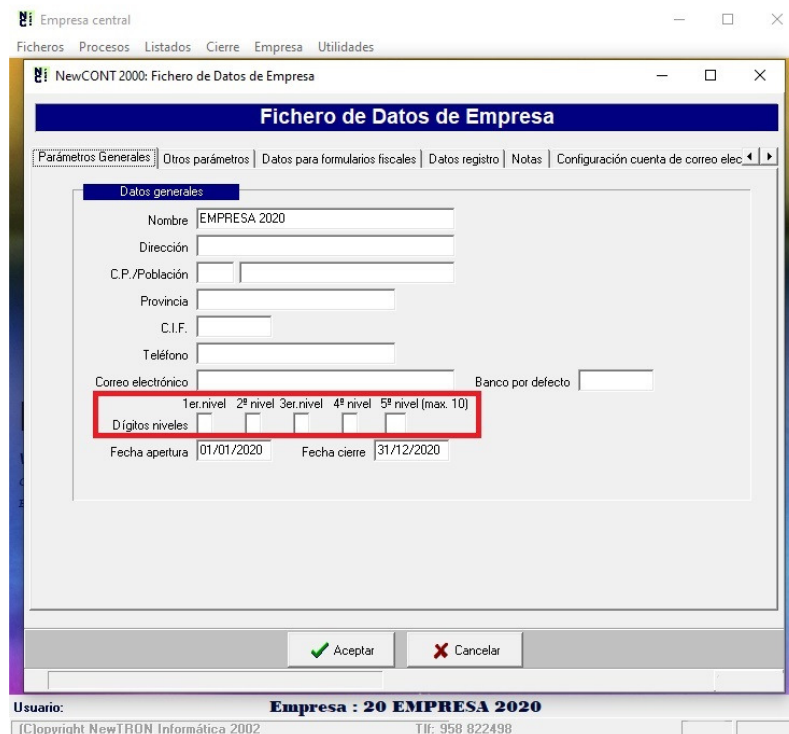 Empresa central
Ficheros Procesos Listados Cierre Empresa Utilidades
NewCONT 2000: Fichero de Datos de Empresa
Fichero de Datos de Empresa
Parámetros Generales Otros parámetros Datos para formularios fiscales Datos registro Notas Configuración cuenta de correo elec
Datos generales
Nombre EMPRESA 2020
Dirección
C.P./Población
Provincia
C.I.F.
Teléfono
Correo electrónico Banco por defecto
1er.nivel 2º nivel 3er.nivel 4º nivel 5º nivel (max. 10)
Dígitos niveles
Fecha apertura 01/01/2020 Fecha cierre 31/12/2020
Aceptar Cancelar
Usuario: Empresa : 20 EMPRESA 2020
(Copyright NewTRON Informática 2002 Tlf: 958 822498